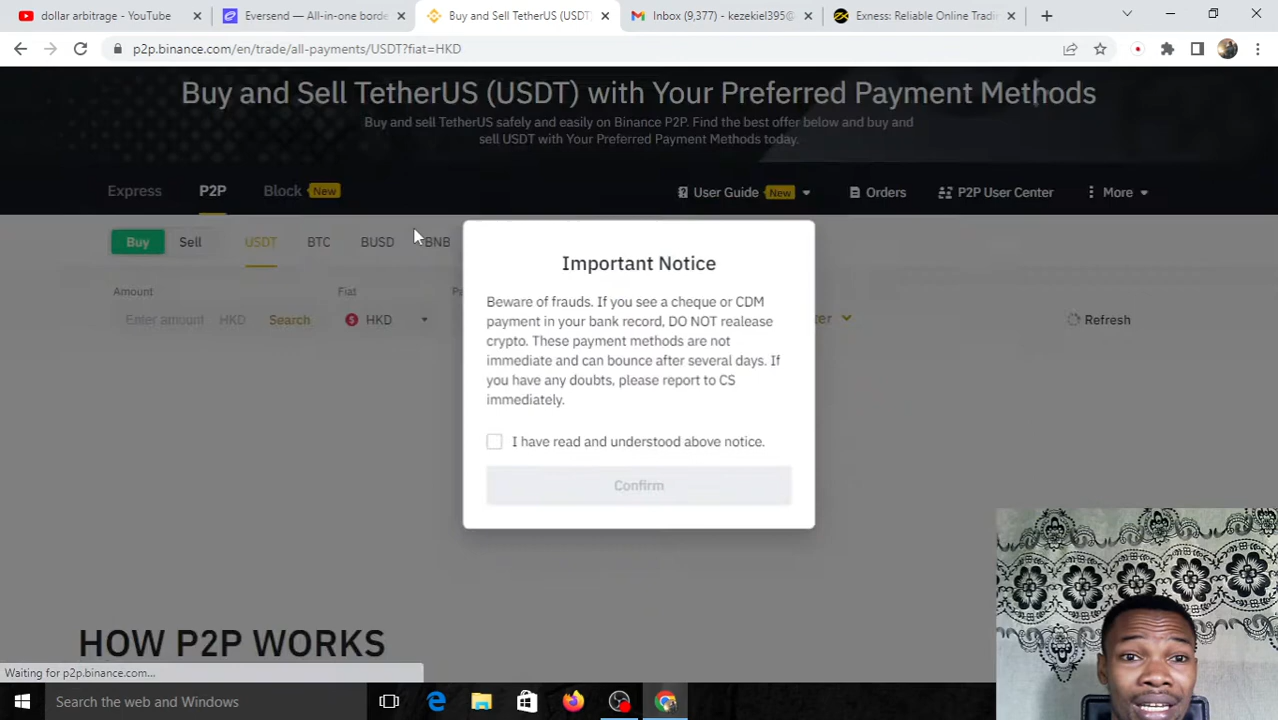 dollar arbitrage - YouTube
Eversend — All-in-one borde
Buy and Sell TetherUS (USDT)
Inbox (9,377) - kezekiel395@
Exness: Reliable Online Tradin
p2p.binance.com/en/trade/all-payments/USDT?fiat=HKD
Buy and Sell TetherUS (USDT) with Your Preferred Payment Methods
Buy and sell TetherUS safely and easily on Binance P2P. Find the best offer below and buy and
sell USDT with Your Preferred Payment Methods today.
Express P2P Block New User Guide New Orders P2P User Center More
Buy Sell USDT BTC BUSD BNB
Amount Fiat
Enter amount HKD Search $ HKD Refresh
Important Notice
Beware of frauds. If you see a cheque or CDM
payment in your bank record, DO NOT realease
crypto. These payment methods are not
immediate and can bounce after several days. If
you have any doubts, please report to CS
immediately.
I have read and understood above notice.
Confirm
HOW P2P WORKS
Waiting for p2p.binance.com...
Search the web and Windows